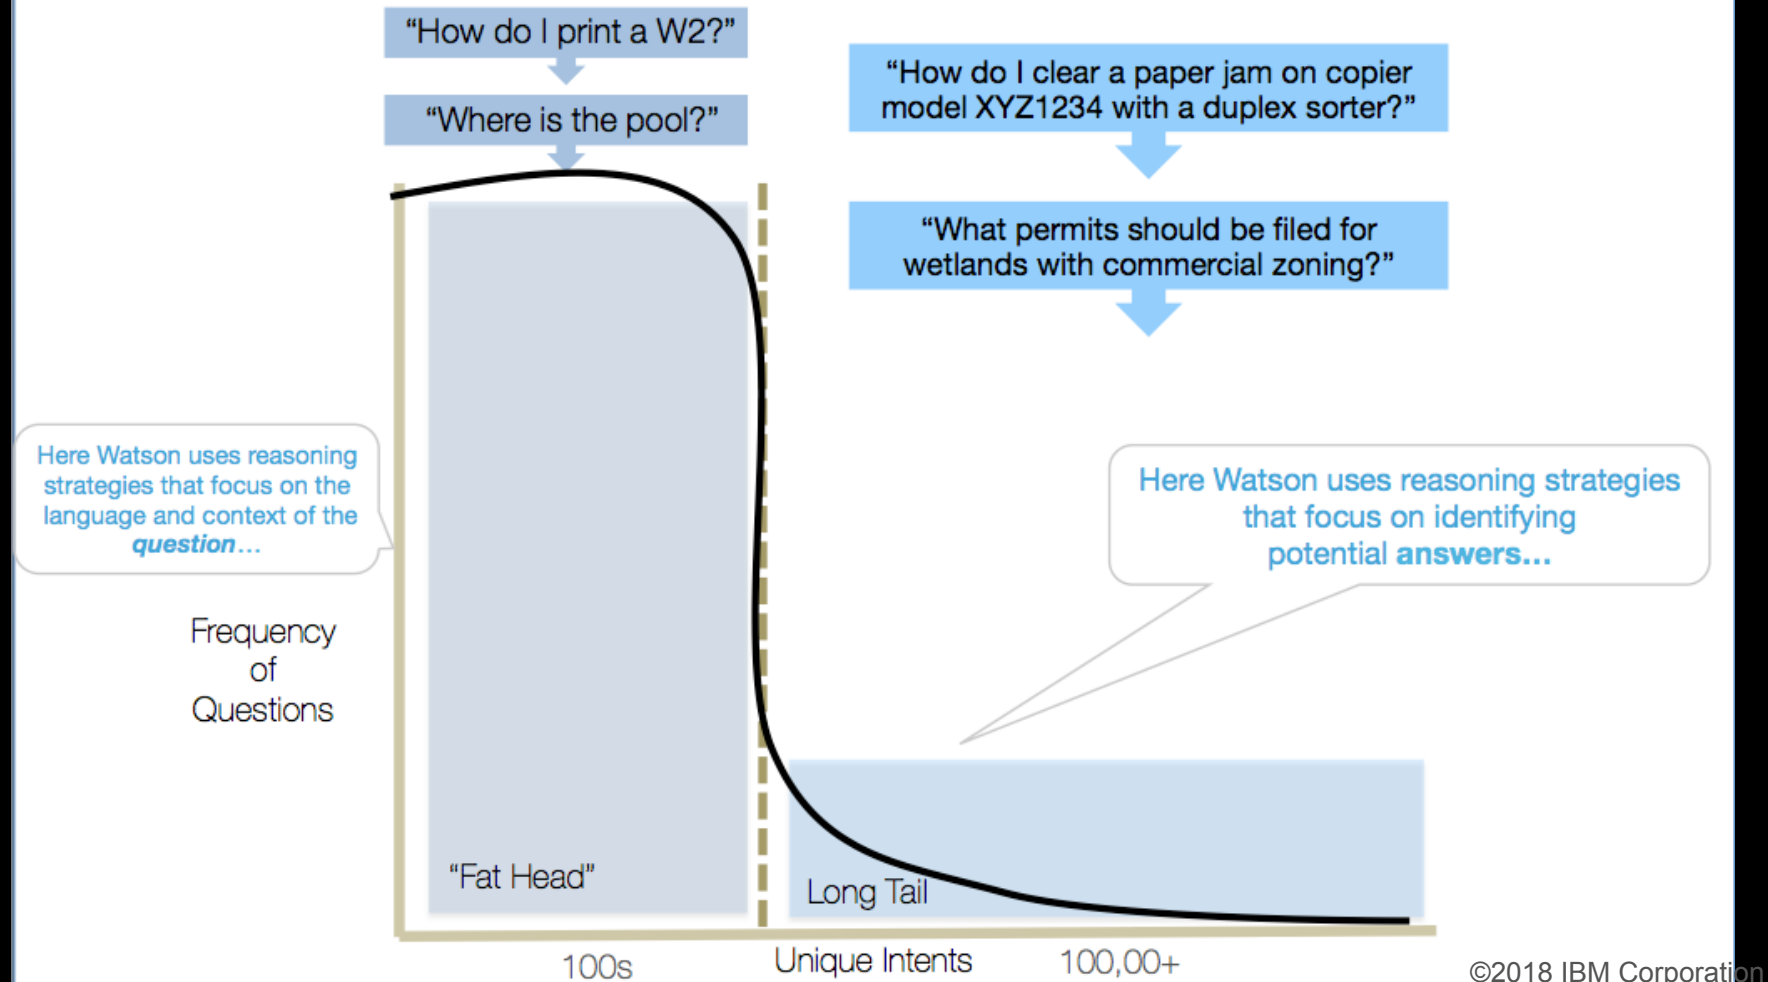 “How do I print a W2?”
“Where is the pool?”
“How do I clear a paper jam on copier
model XYZ1234 with a duplex sorter?”
“What permits should be filed for
wetlands with commercial zoning?”
Here Watson uses reasoning
strategies that focus on the
language and context of the
question...
Here Watson uses reasoning strategies
that focus on identifying
potential answers...
Frequency
of
Questions
“Fat Head”
Long Tail
100s
Unique Intents
100,00+
©2018 IBM Corporation